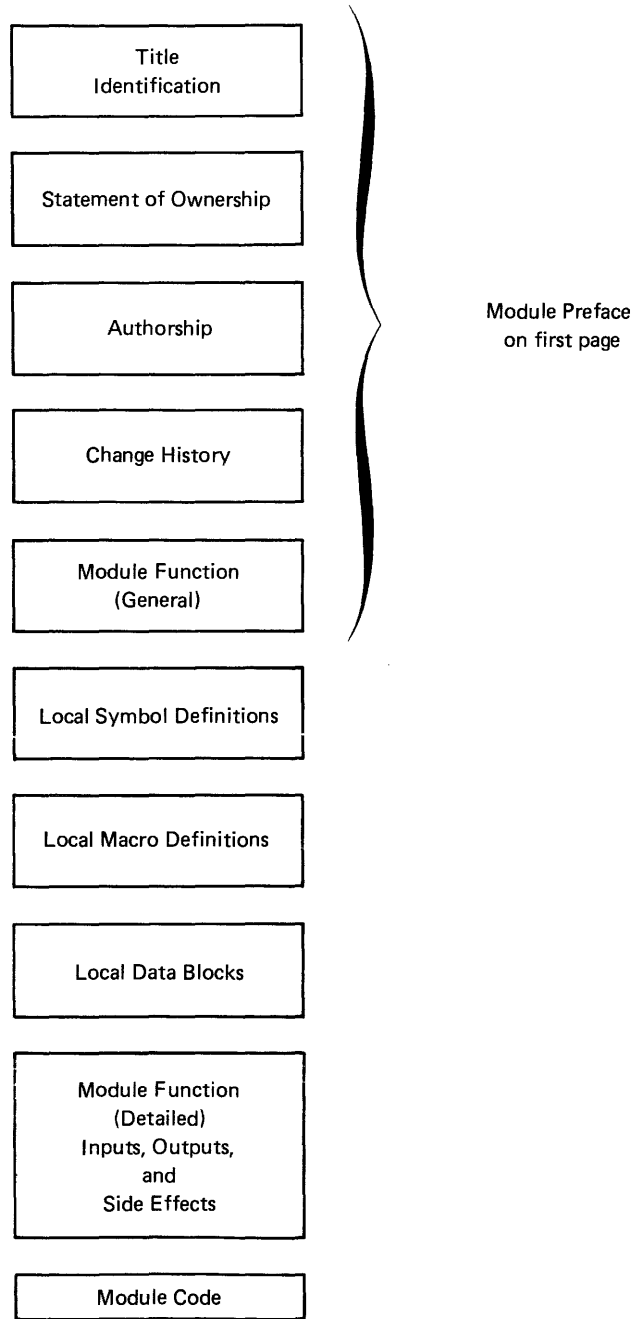 Title
Identification
Statement of Ownership
Authorship
Change History
Module Function
(General)
Module Preface
on first page
Local Symbol Definitions
Local Macro Definitions
Local Data Blocks
Module Function
(Detailed)
Inputs, Outputs,
and
Side Effects
Module Code